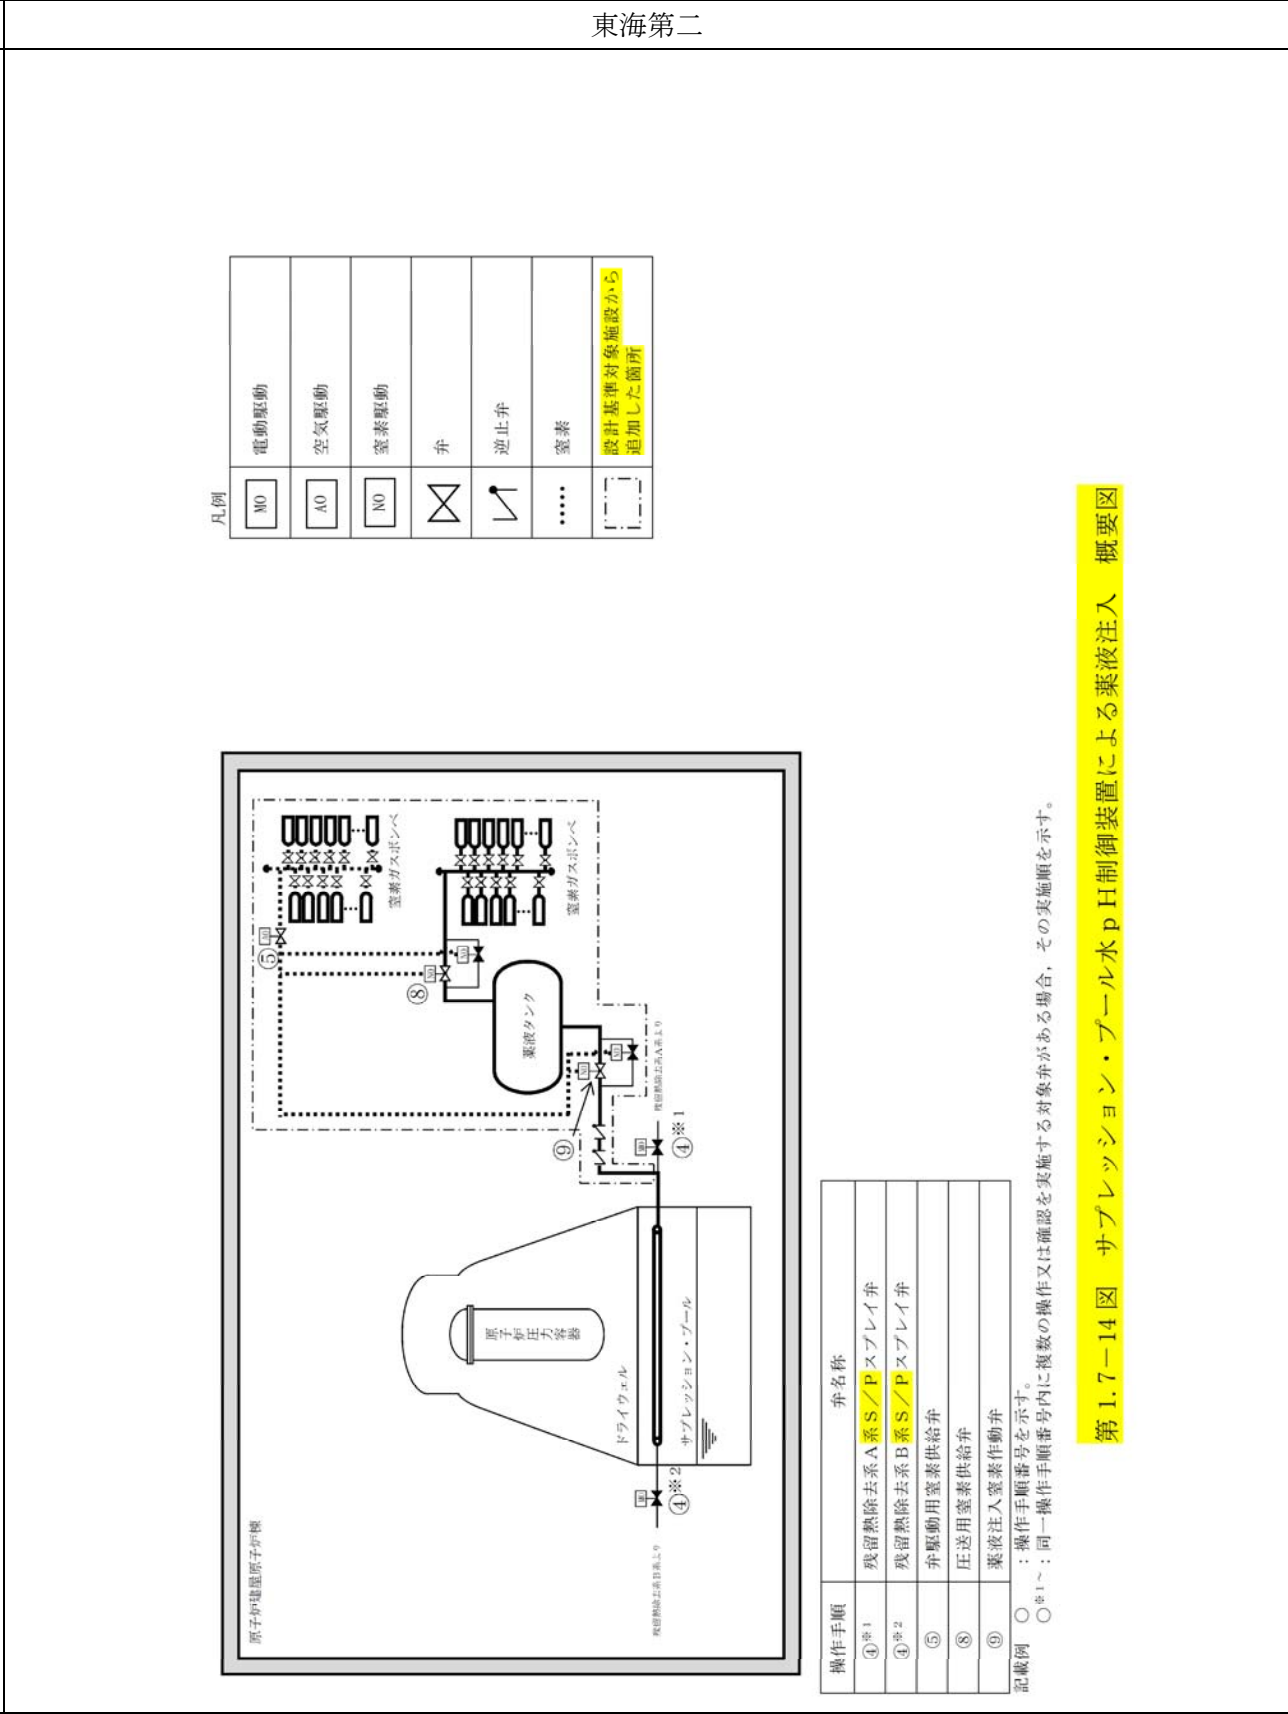 東海第二
凡例
MO 電動駆動
AO 空気駆動
NO 窒素駆動
弁
逆止弁
窒素
設計基準対象施設から
追加した箇所
原子炉建屋原子炉棟
窒素ガスボンベ
窒素ガスボンベ
NO
⑤
NO
NO
⑧
薬液タンク
NO
NO
⑨
残留熱除去系A系より
④※1
原子炉圧力容器
ドライウェル
サプレッション・プール
④※2
残留熱除去系B系より
操作手順 弁名称
④※1 残留熱除去系A系S/Pスプレイ弁
④※2 残留熱除去系B系S/Pスプレイ弁
⑤ 弁駆動用窒素供給弁
⑧ 圧送用窒素供給弁
⑨ 薬液注入窒素作動弁
記載例 ○ :操作手順番号を示す。
○※1~:同一操作手順番号内に複数の操作又は確認を実施する対象弁がある場合,その実施順を示す。
第1.7-14図 サプレッション・プール水pH制御装置による薬液注入 概要図